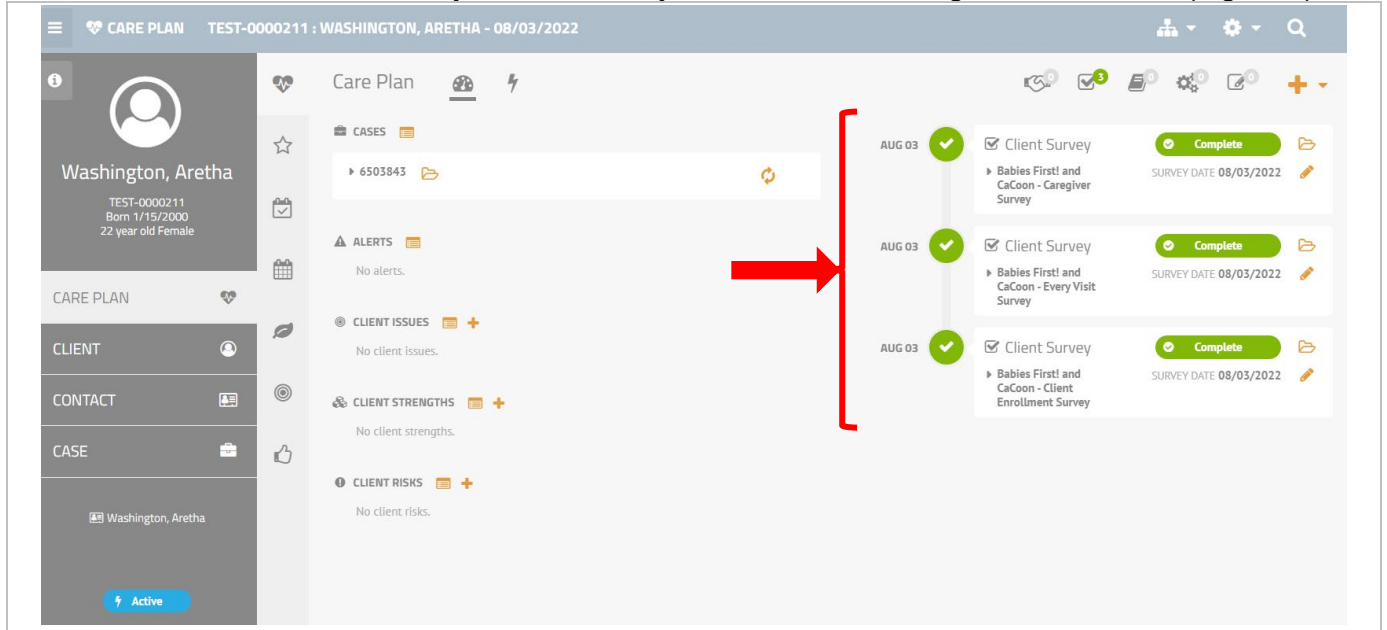 CARE PLAN TEST-0000211 : WASHINGTON, ARETHA - 08/03/2022
Washington, Aretha
TEST-0000211
Born 1/15/2000
22 year old Female
CARE PLAN
CLIENT
CONTACT
CASE
Washington, Aretha
Active
Care Plan
0
3
0
0
0
CASES
6503843
ALERTS
No alerts.
CLIENT ISSUES
No client issues.
CLIENT STRENGTHS
No client strengths.
CLIENT RISKS
No client risks.
AUG 03
Client Survey
Complete
Babies First! and
CaCoon - Caregiver
Survey
SURVEY DATE 08/03/2022
AUG 03
Client Survey
Complete
Babies First! and
CaCoon - Every Visit
Survey
SURVEY DATE 08/03/2022
AUG 03
Client Survey
Complete
Babies First! and
CaCoon - Client
Enrollment Survey
SURVEY DATE 08/03/2022